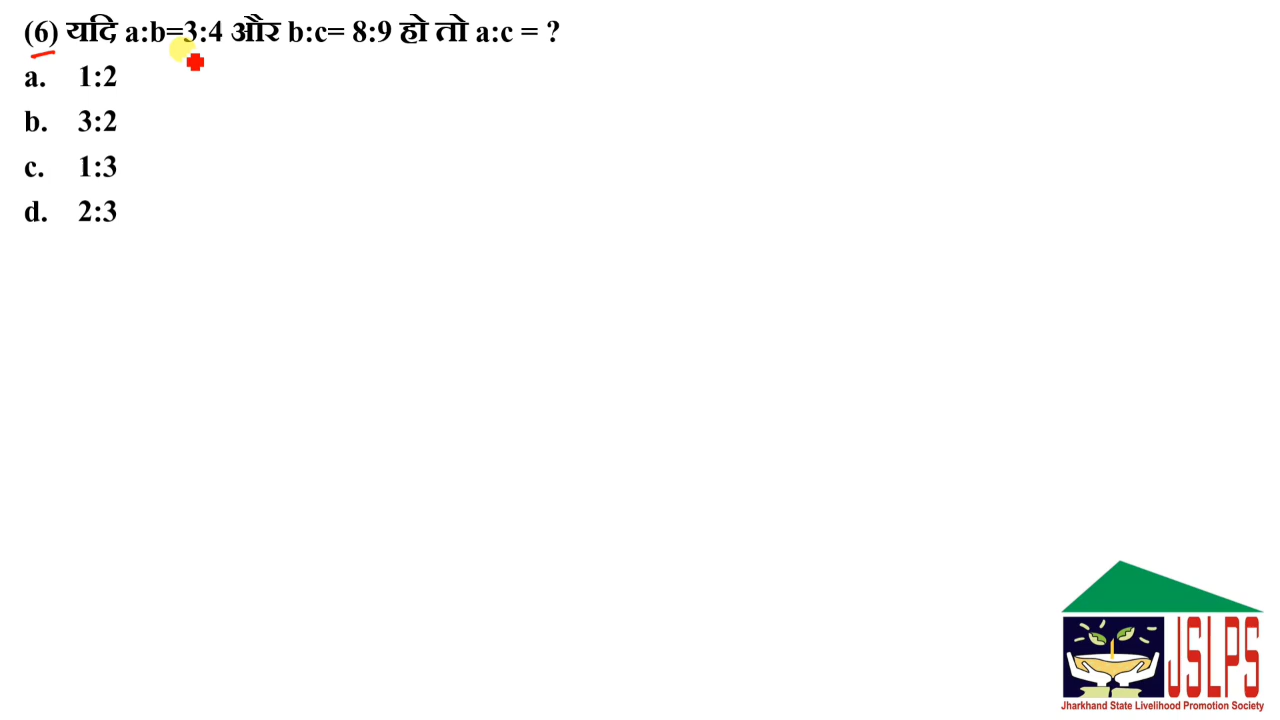 (6) यदि a:b=3:4 और b:c= 8:9 हो तो a:c = ?
a. 1:2
b. 3:2
c. 1:3
d. 2:3
JSLPS
Jharkhand State Livelihood Promotion Society